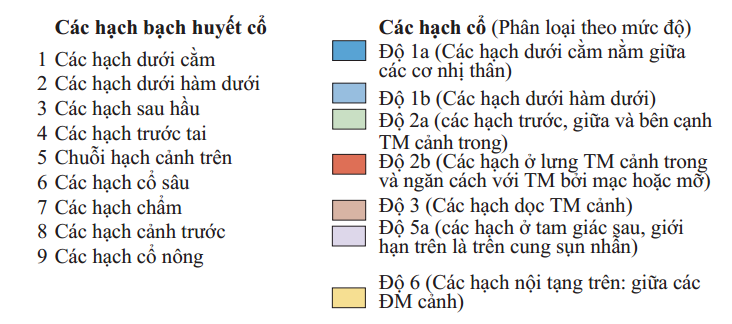 Các hạch bạch huyết cổ
1 Các hạch dưới cằm
2 Các hạch dưới hàm dưới
3 Các hạch sau hầu
4 Các hạch trước tai
5 Chuỗi hạch cảnh trên
6 Các hạch cổ sâu
7 Các hạch chẩm
8 Các hạch cảnh trước
9 Các hạch cổ nông
Các hạch cổ (Phân loại theo mức độ)
Độ 1a (Các hạch dưới cằm nằm giữa
các cơ nhị thân)
Độ 1b (Các hạch dưới hàm dưới)
Độ 2a (các hạch trước, giữa và bên cạnh
TM cảnh trong)
Độ 2b (Các hạch ở lưng TM cảnh trong
và ngăn cách với TM bởi mạc hoặc mỡ)
Độ 3 (Các hạch dọc TM cảnh)
Độ 5a (các hạch ở tam giác sau, giới
hạn trên là trên cung sụn nhẫn)
Độ 6 (Các hạch nội tạng trên: giữa các
ĐM cảnh)